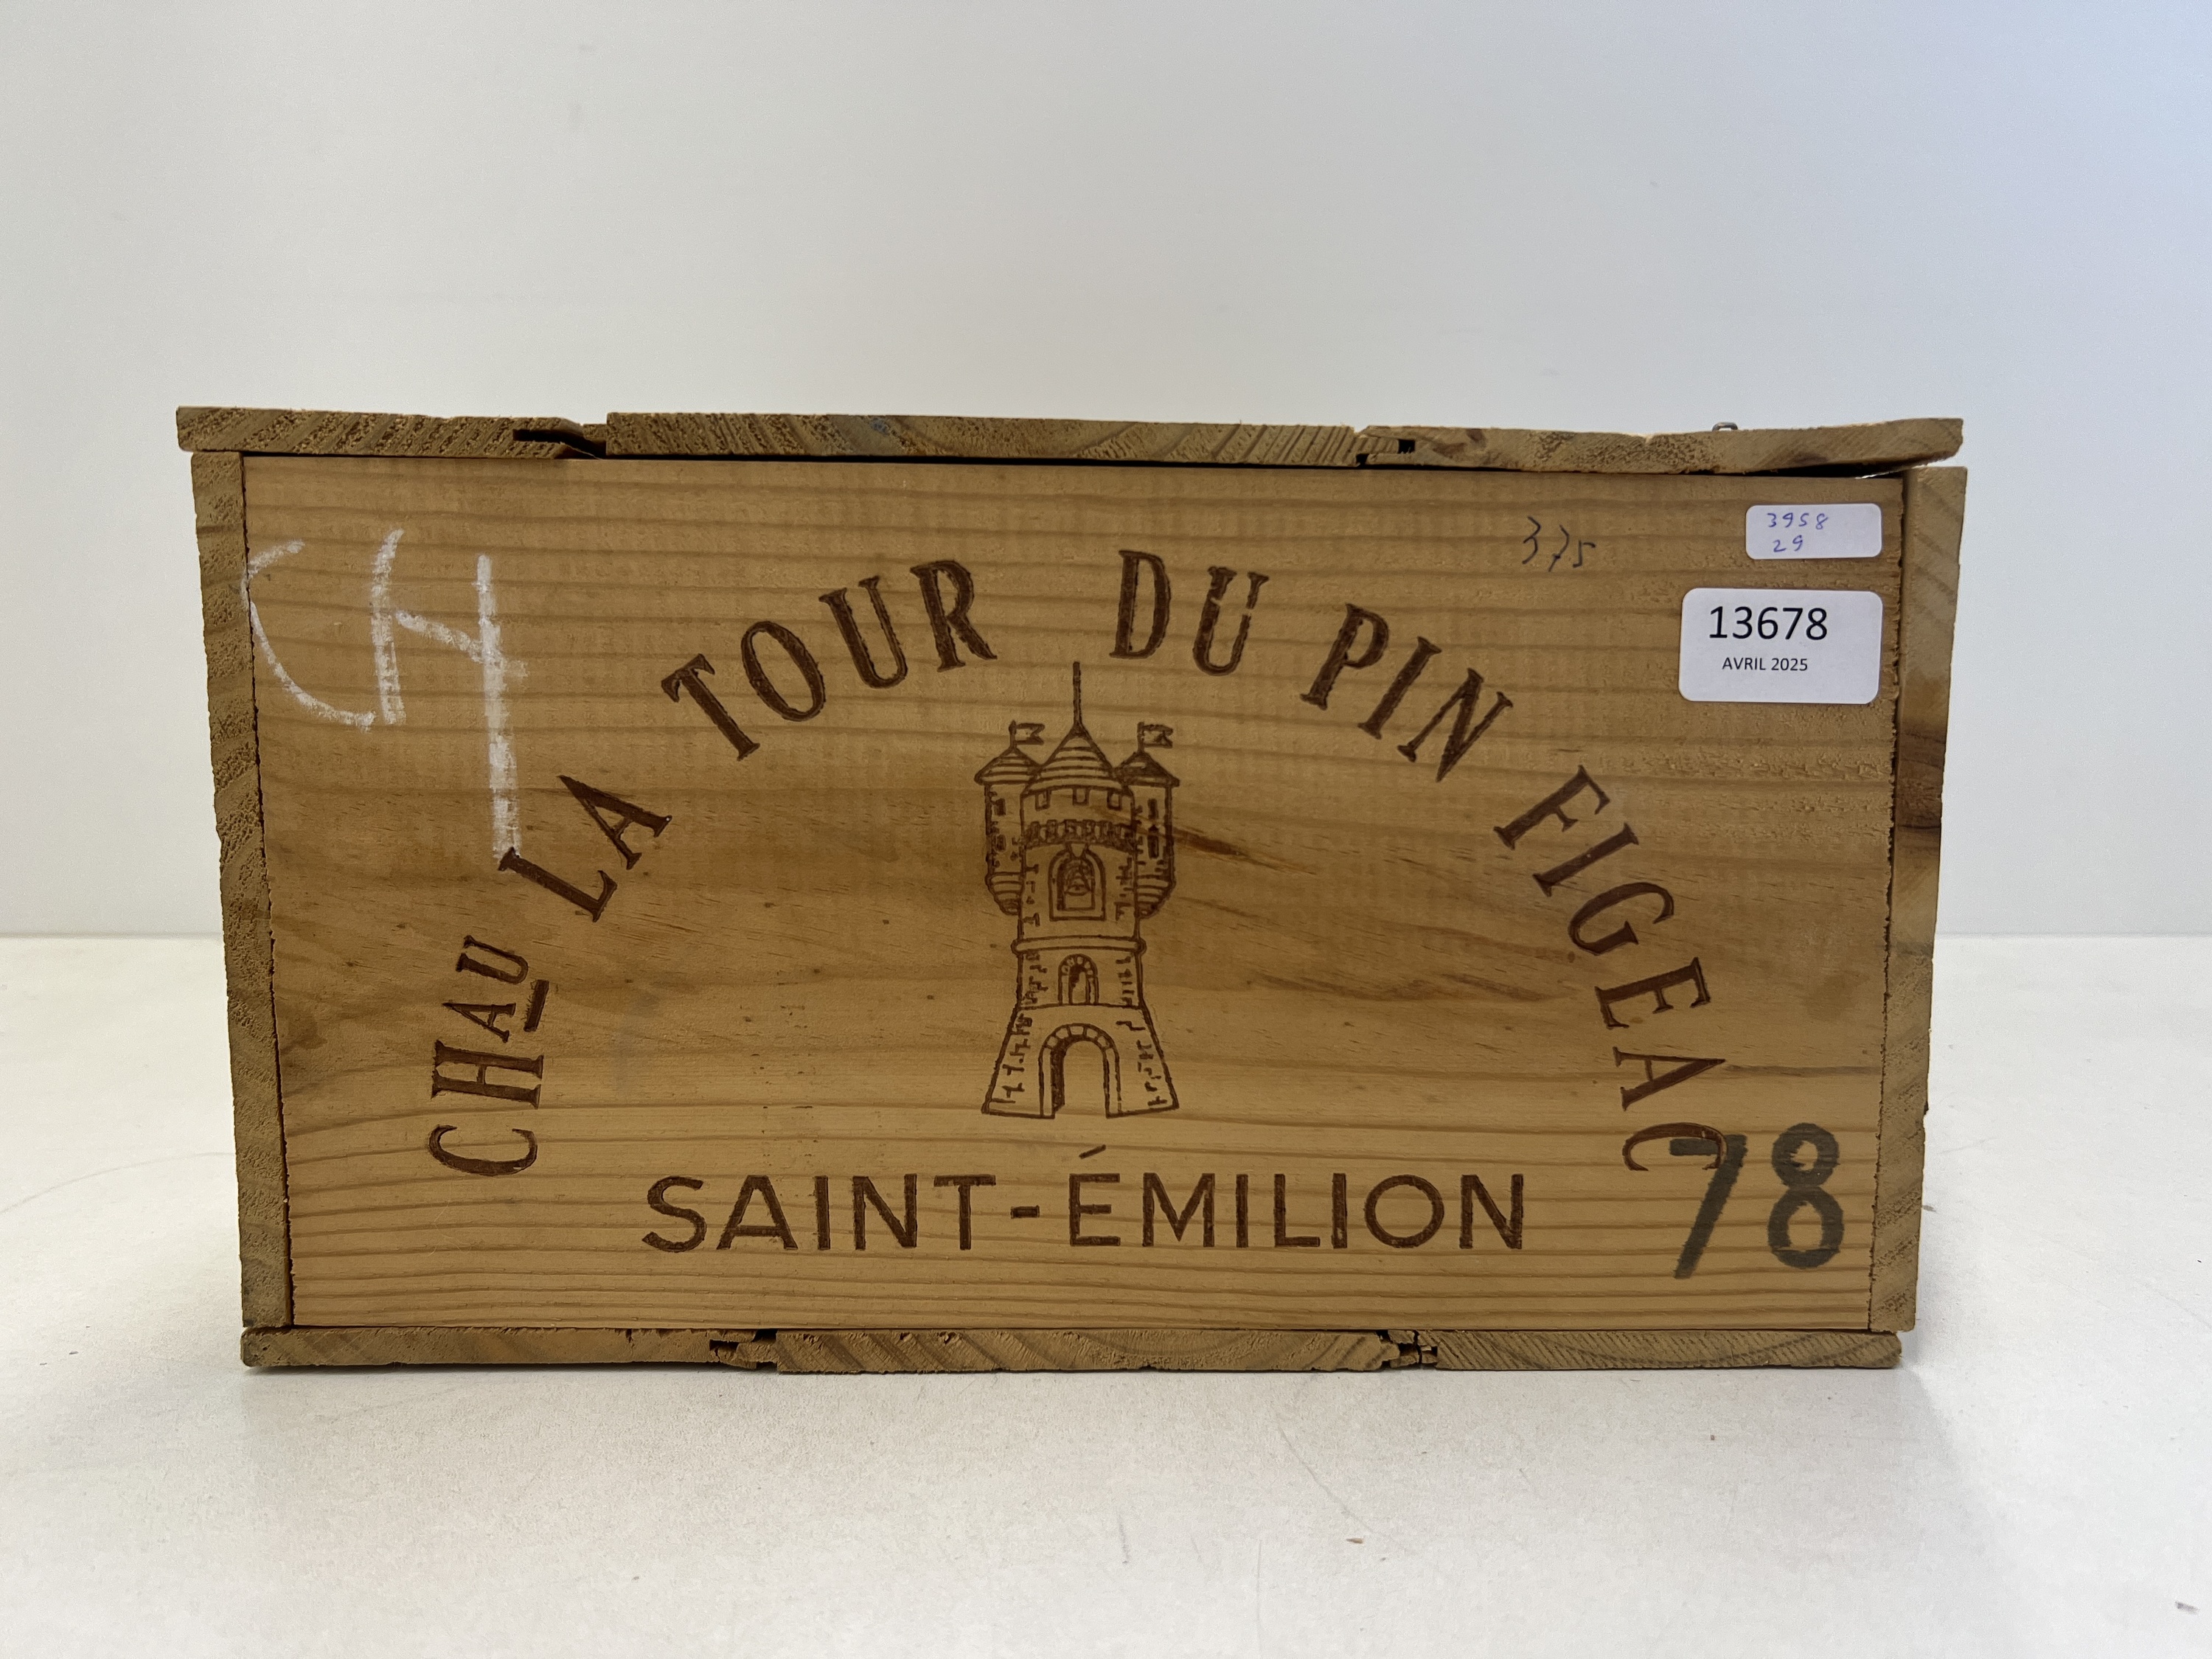 CH
375
3958
29
13678
AVRIL 2025
CHAU LA TOUR DU PIN FIGEAC
SAINT-ÉMILION
78